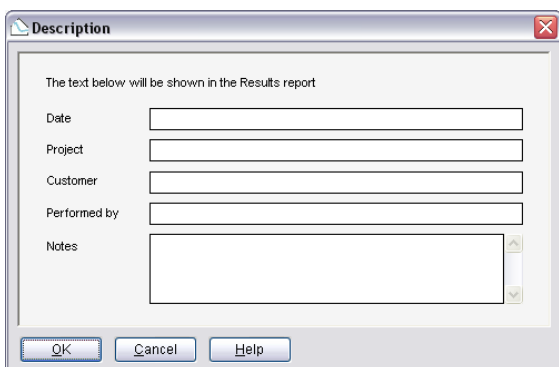 Description
The text below will be shown in the Results report
Date
Project
Customer
Performed by
Notes
OK Cancel Help